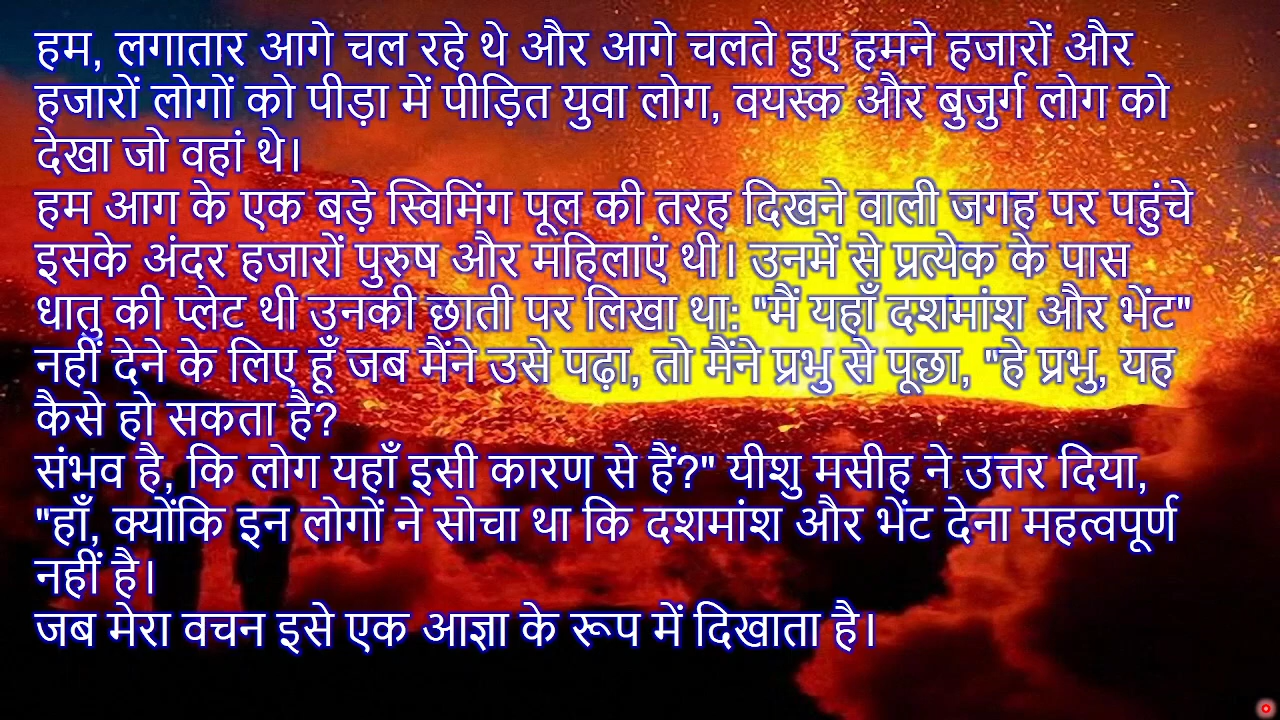 हम, लगातार आगे चल रहे थे और आगे चलते हुए हमने हजारों और
हजारों लोगों को पीड़ा में पीड़ित युवा लोग, वयस्क और बुजुर्ग लोग को
देखा जो वहां थे।
हम आग के एक बड़े स्विमिंग पूल की तरह दिखने वाली जगह पर पहुंचे
इसके अंदर हजारों पुरुष और महिलाएं थी। उनमें से प्रत्येक के पास
धातु की प्लेट थी उनकी छाती पर लिखा था: "मैं यहाँ दशमांश और भेंट"
नहीं देने के लिए हूँ जब मैंने उसे पढ़ा, तो मैंने प्रभु से पूछा, "हे प्रभु, यह
कैसे हो सकता है?
संभव है, कि लोग यहाँ इसी कारण से हैं?" यीशु मसीह ने उत्तर दिया,
"हाँ, क्योंकि इन लोगों ने सोचा था कि दशमांश और भेंट देना महत्वपूर्ण
नहीं है।
जब मेरा वचन इसे एक आज्ञा के रूप में दिखाता है।